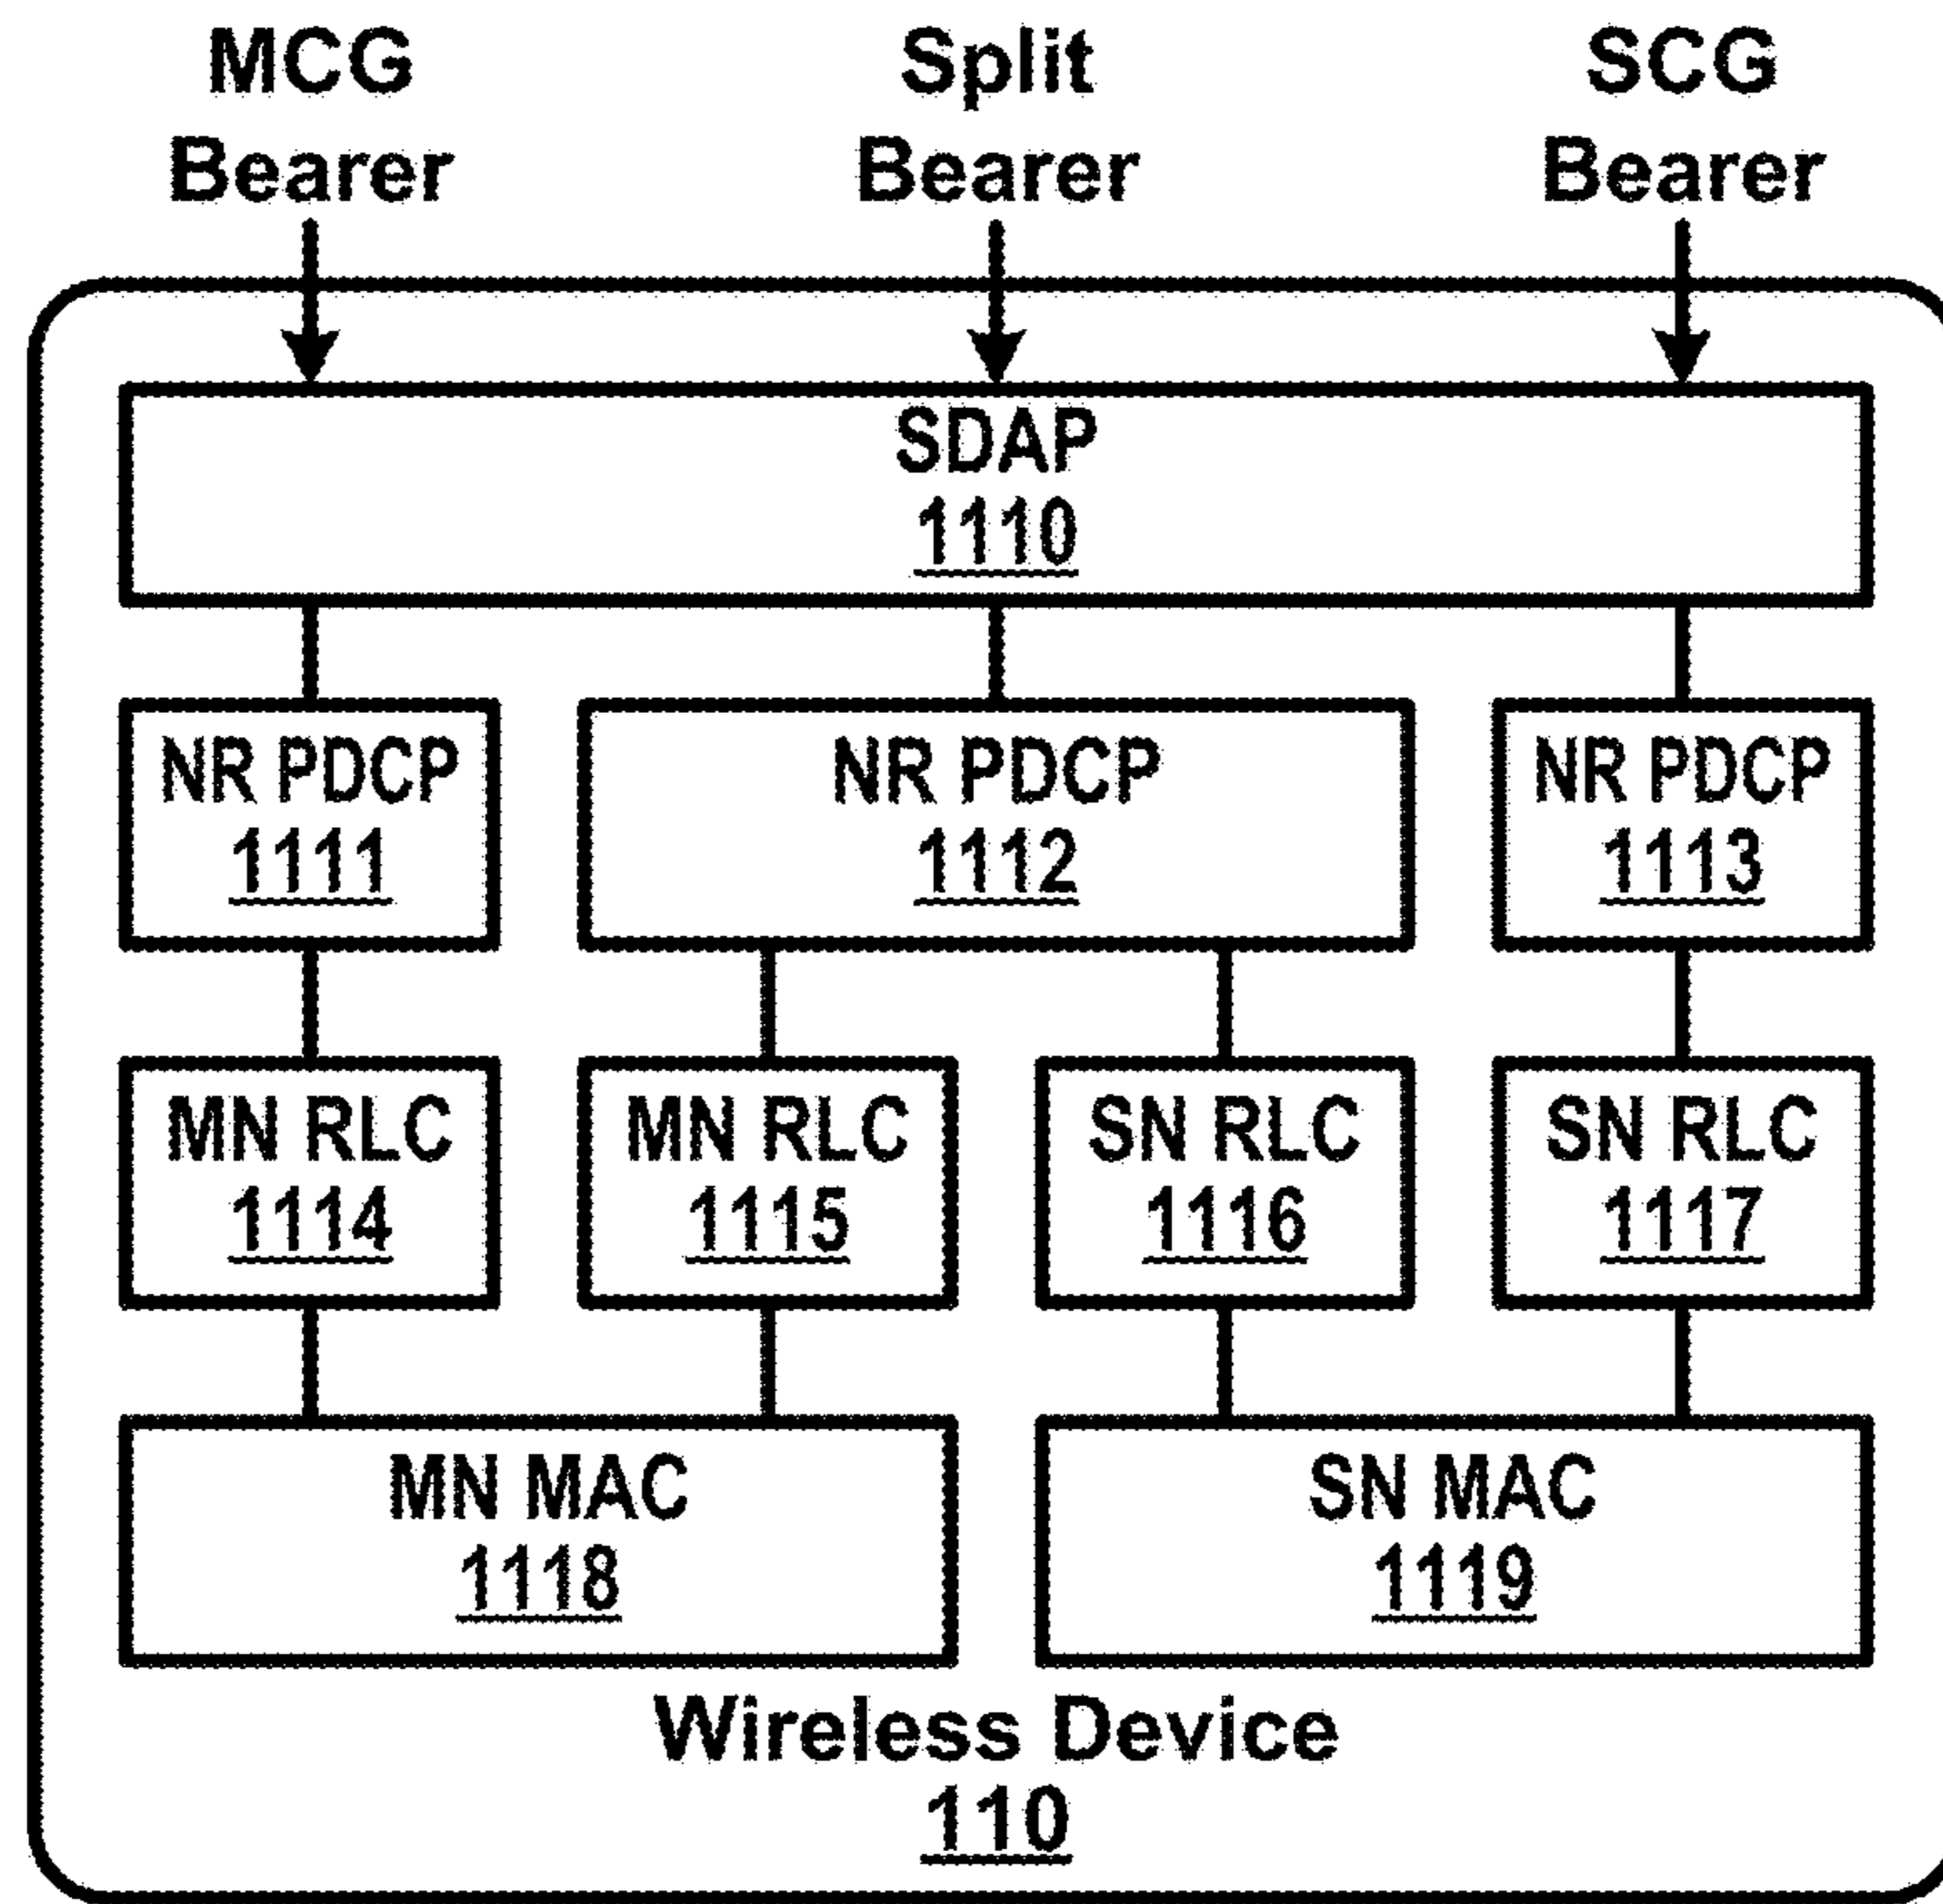 MCG
Bearer
Split
Bearer
SCG
Bearer
SDAP
1110
NR PDCP
1111
NR PDCP
1112
NR PDCP
1113
MN RLC
1114
MN RLC
1115
SN RLC
1116
SN RLC
1117
MN MAC
1118
SN MAC
1119
Wireless Device
110